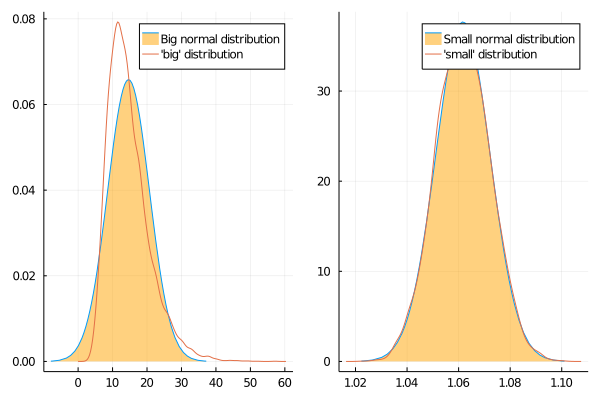 Big normal distribution
'big' distribution
0.08
0.06
0.04
0.02
0.00
0 10 20 30 40 50 60
Small normal distribution
'small' distribution
30
20
10
0
1.02 1.04 1.06 1.08 1.10